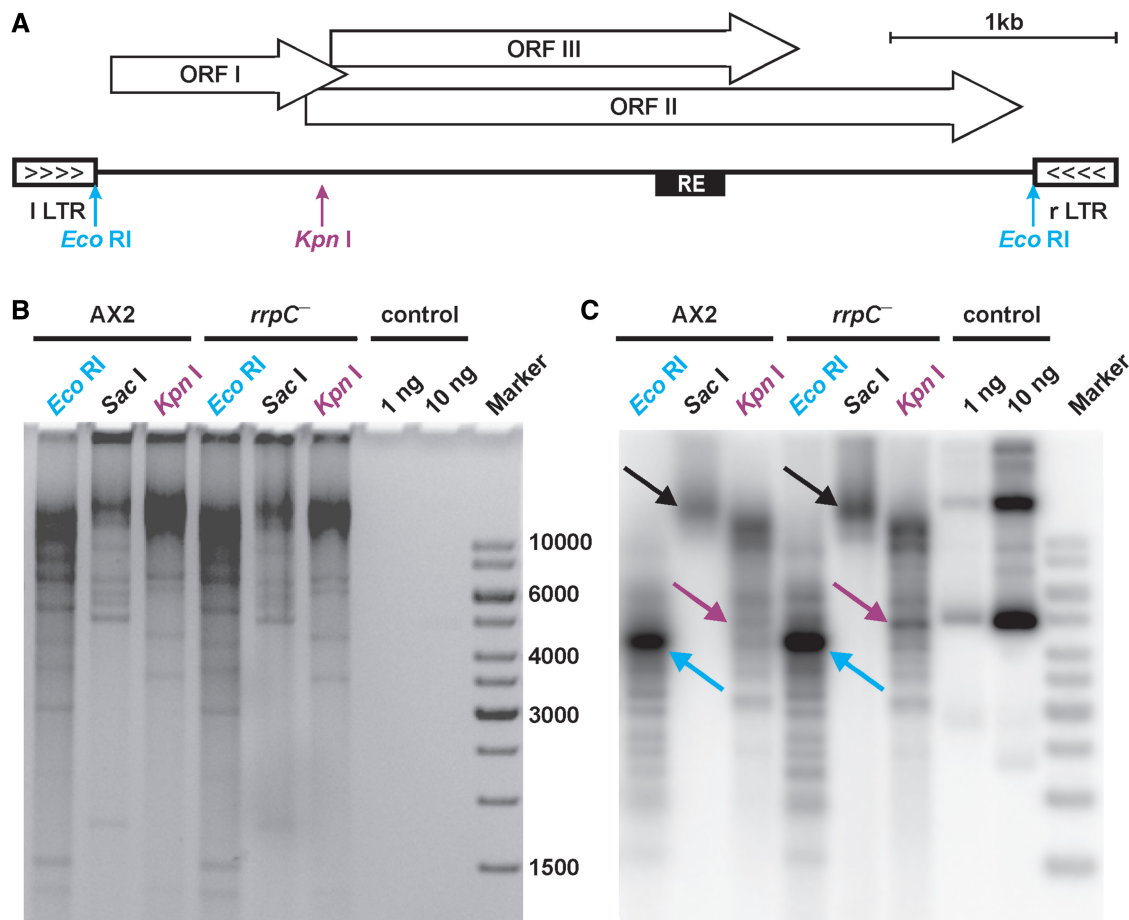 A
1kb
ORF III
ORF I
ORF II
>>>> RE <<<<
l LTR r LTR
Eco RI Kpn I Eco RI
B
AX2 rrpC– control
Eco RI Sac I Kpn I Eco RI Sac I Kpn I 1 ng 10 ng Marker
10000
6000
4000
3000
1500
C
AX2 rrpC– control
Eco RI Sac I Kpn I Eco RI Sac I Kpn I 1 ng 10 ng Marker